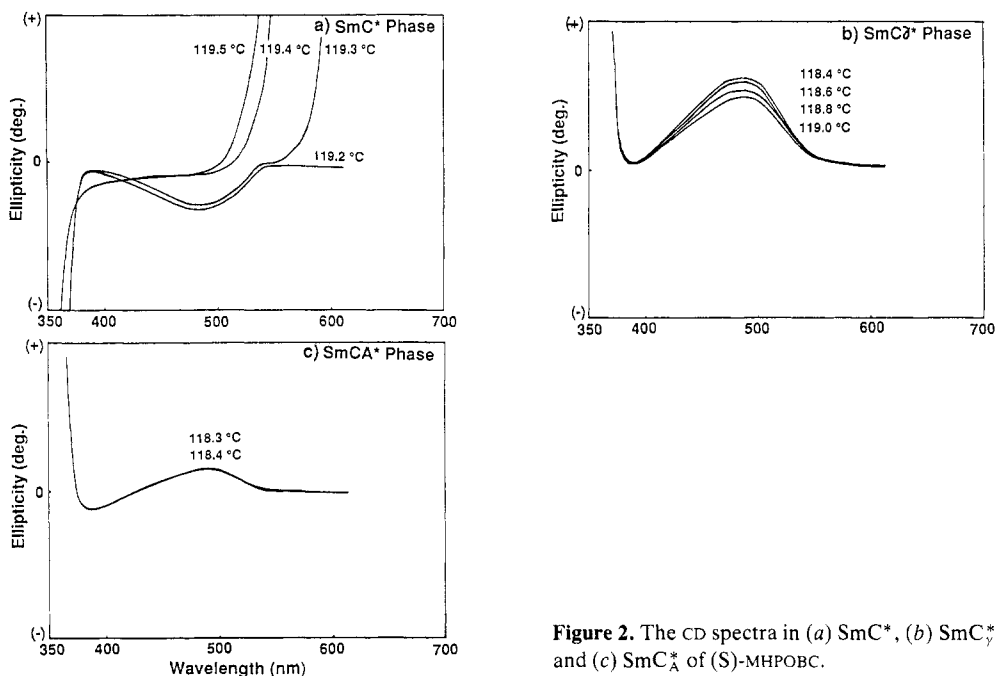 (+)
a) SmC* Phase
119.5 °C
119.4 °C
119.3 °C
119.2 °C
0
(-)
Ellipticity (deg.)
350
400
500
600
700
(+)
b) SmCγ* Phase
118.4 °C
118.6 °C
118.8 °C
119.0 °C
0
(-)
Ellipticity (deg.)
350
400
500
600
700
(+)
c) SmCA* Phase
118.3 °C
118.4 °C
0
(-)
Ellipticity (deg.)
350
400
500
600
700
Wavelength (nm)
Figure 2. The CD spectra in (a) SmC*, (b) SmC*γ
and (c) SmC*A of (S)-MHPOBC.